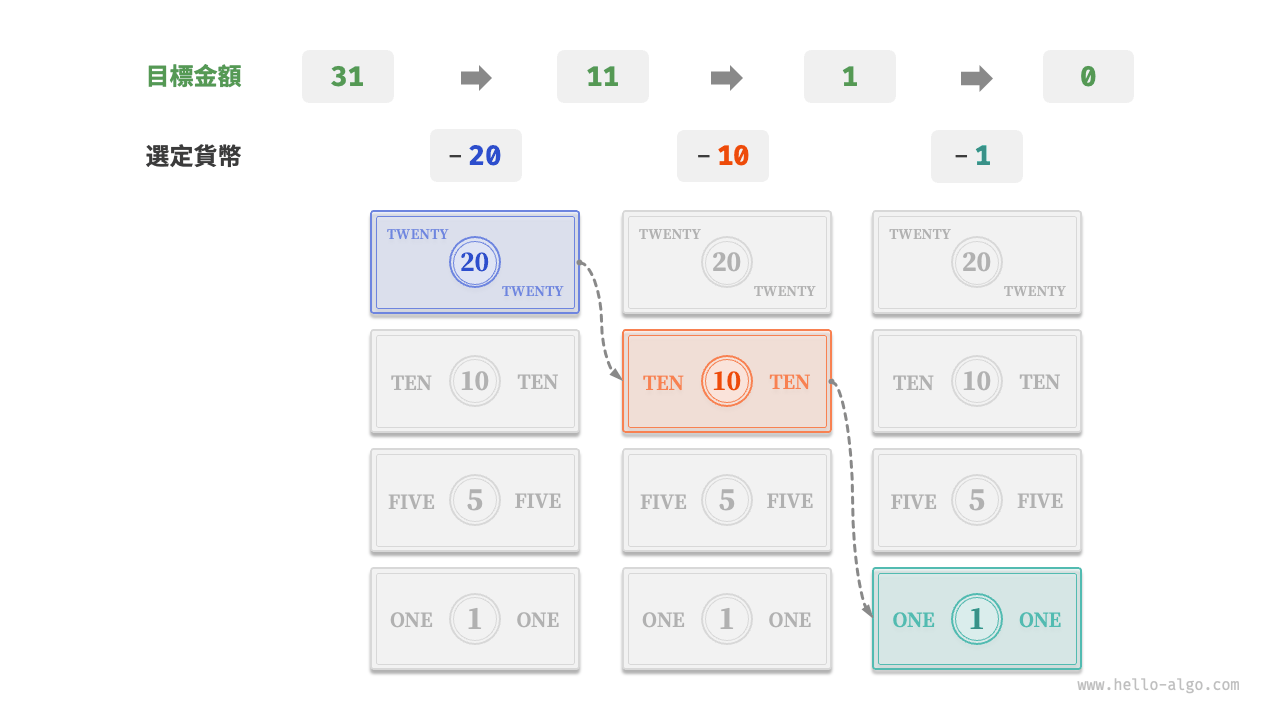 目標金額 31 11 1 0
選定貨幣 − 20 − 10 − 1
TWENTY 20 TWENTY TWENTY 20 TWENTY TWENTY 20 TWENTY
TEN 10 TEN TEN 10 TEN TEN 10 TEN
FIVE 5 FIVE FIVE 5 FIVE FIVE 5 FIVE
ONE 1 ONE ONE 1 ONE ONE 1 ONE
www.hello-algo.com